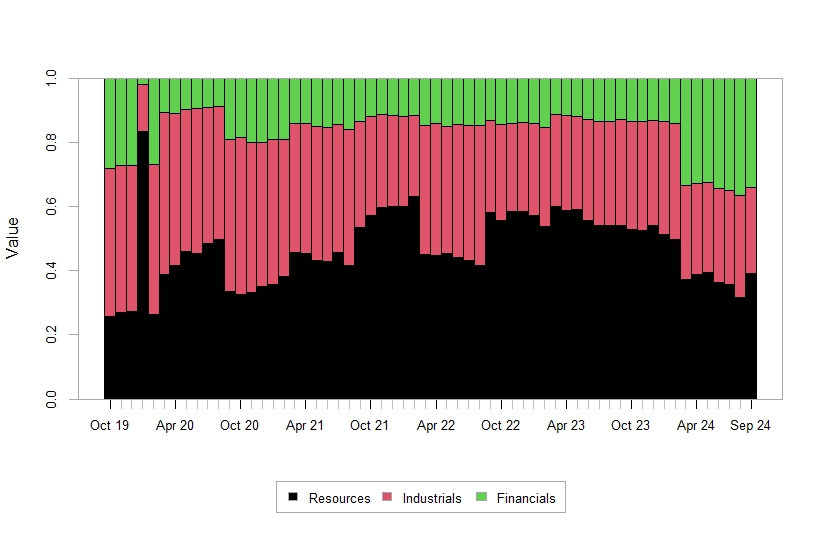 1.0
0.8
0.6
0.4
0.2
0.0
Value
Oct 19 Apr 20 Oct 20 Apr 21 Oct 21 Apr 22 Oct 22 Apr 23 Oct 23 Apr 24 Sep 24
Resources Industrials Financials